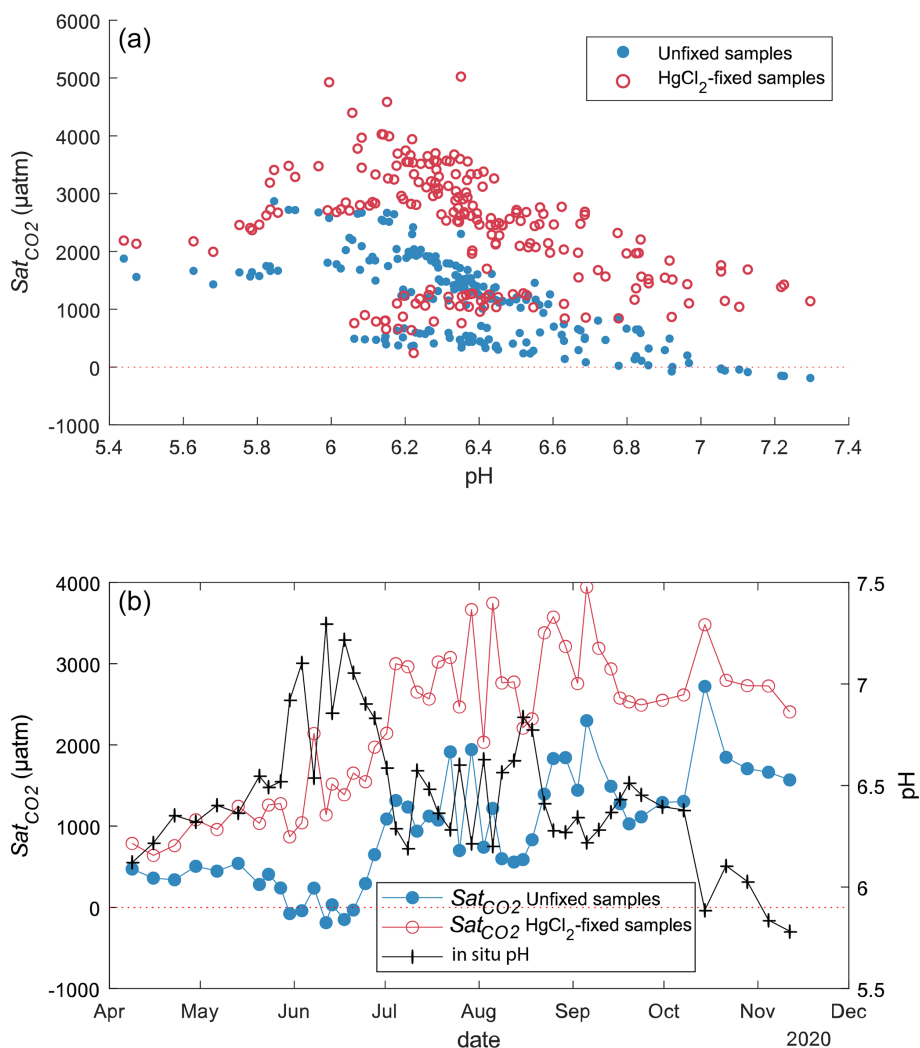 (a)
6000
5000
4000
3000
2000
1000
0
-1000
Sat_CO2 (μatm)
Unfixed samples
HgCl2-fixed samples
5.4 5.6 5.8 6 6.2 6.4 6.6 6.8 7 7.2 7.4
pH
(b)
4000
3000
2000
1000
0
-1000
Sat_CO2 (μatm)
7.5
7
6.5
6
5.5
pH
Sat_CO2 Unfixed samples
Sat_CO2 HgCl2-fixed samples
in situ pH
Apr May Jun Jul Aug Sep Oct Nov Dec
date
2020